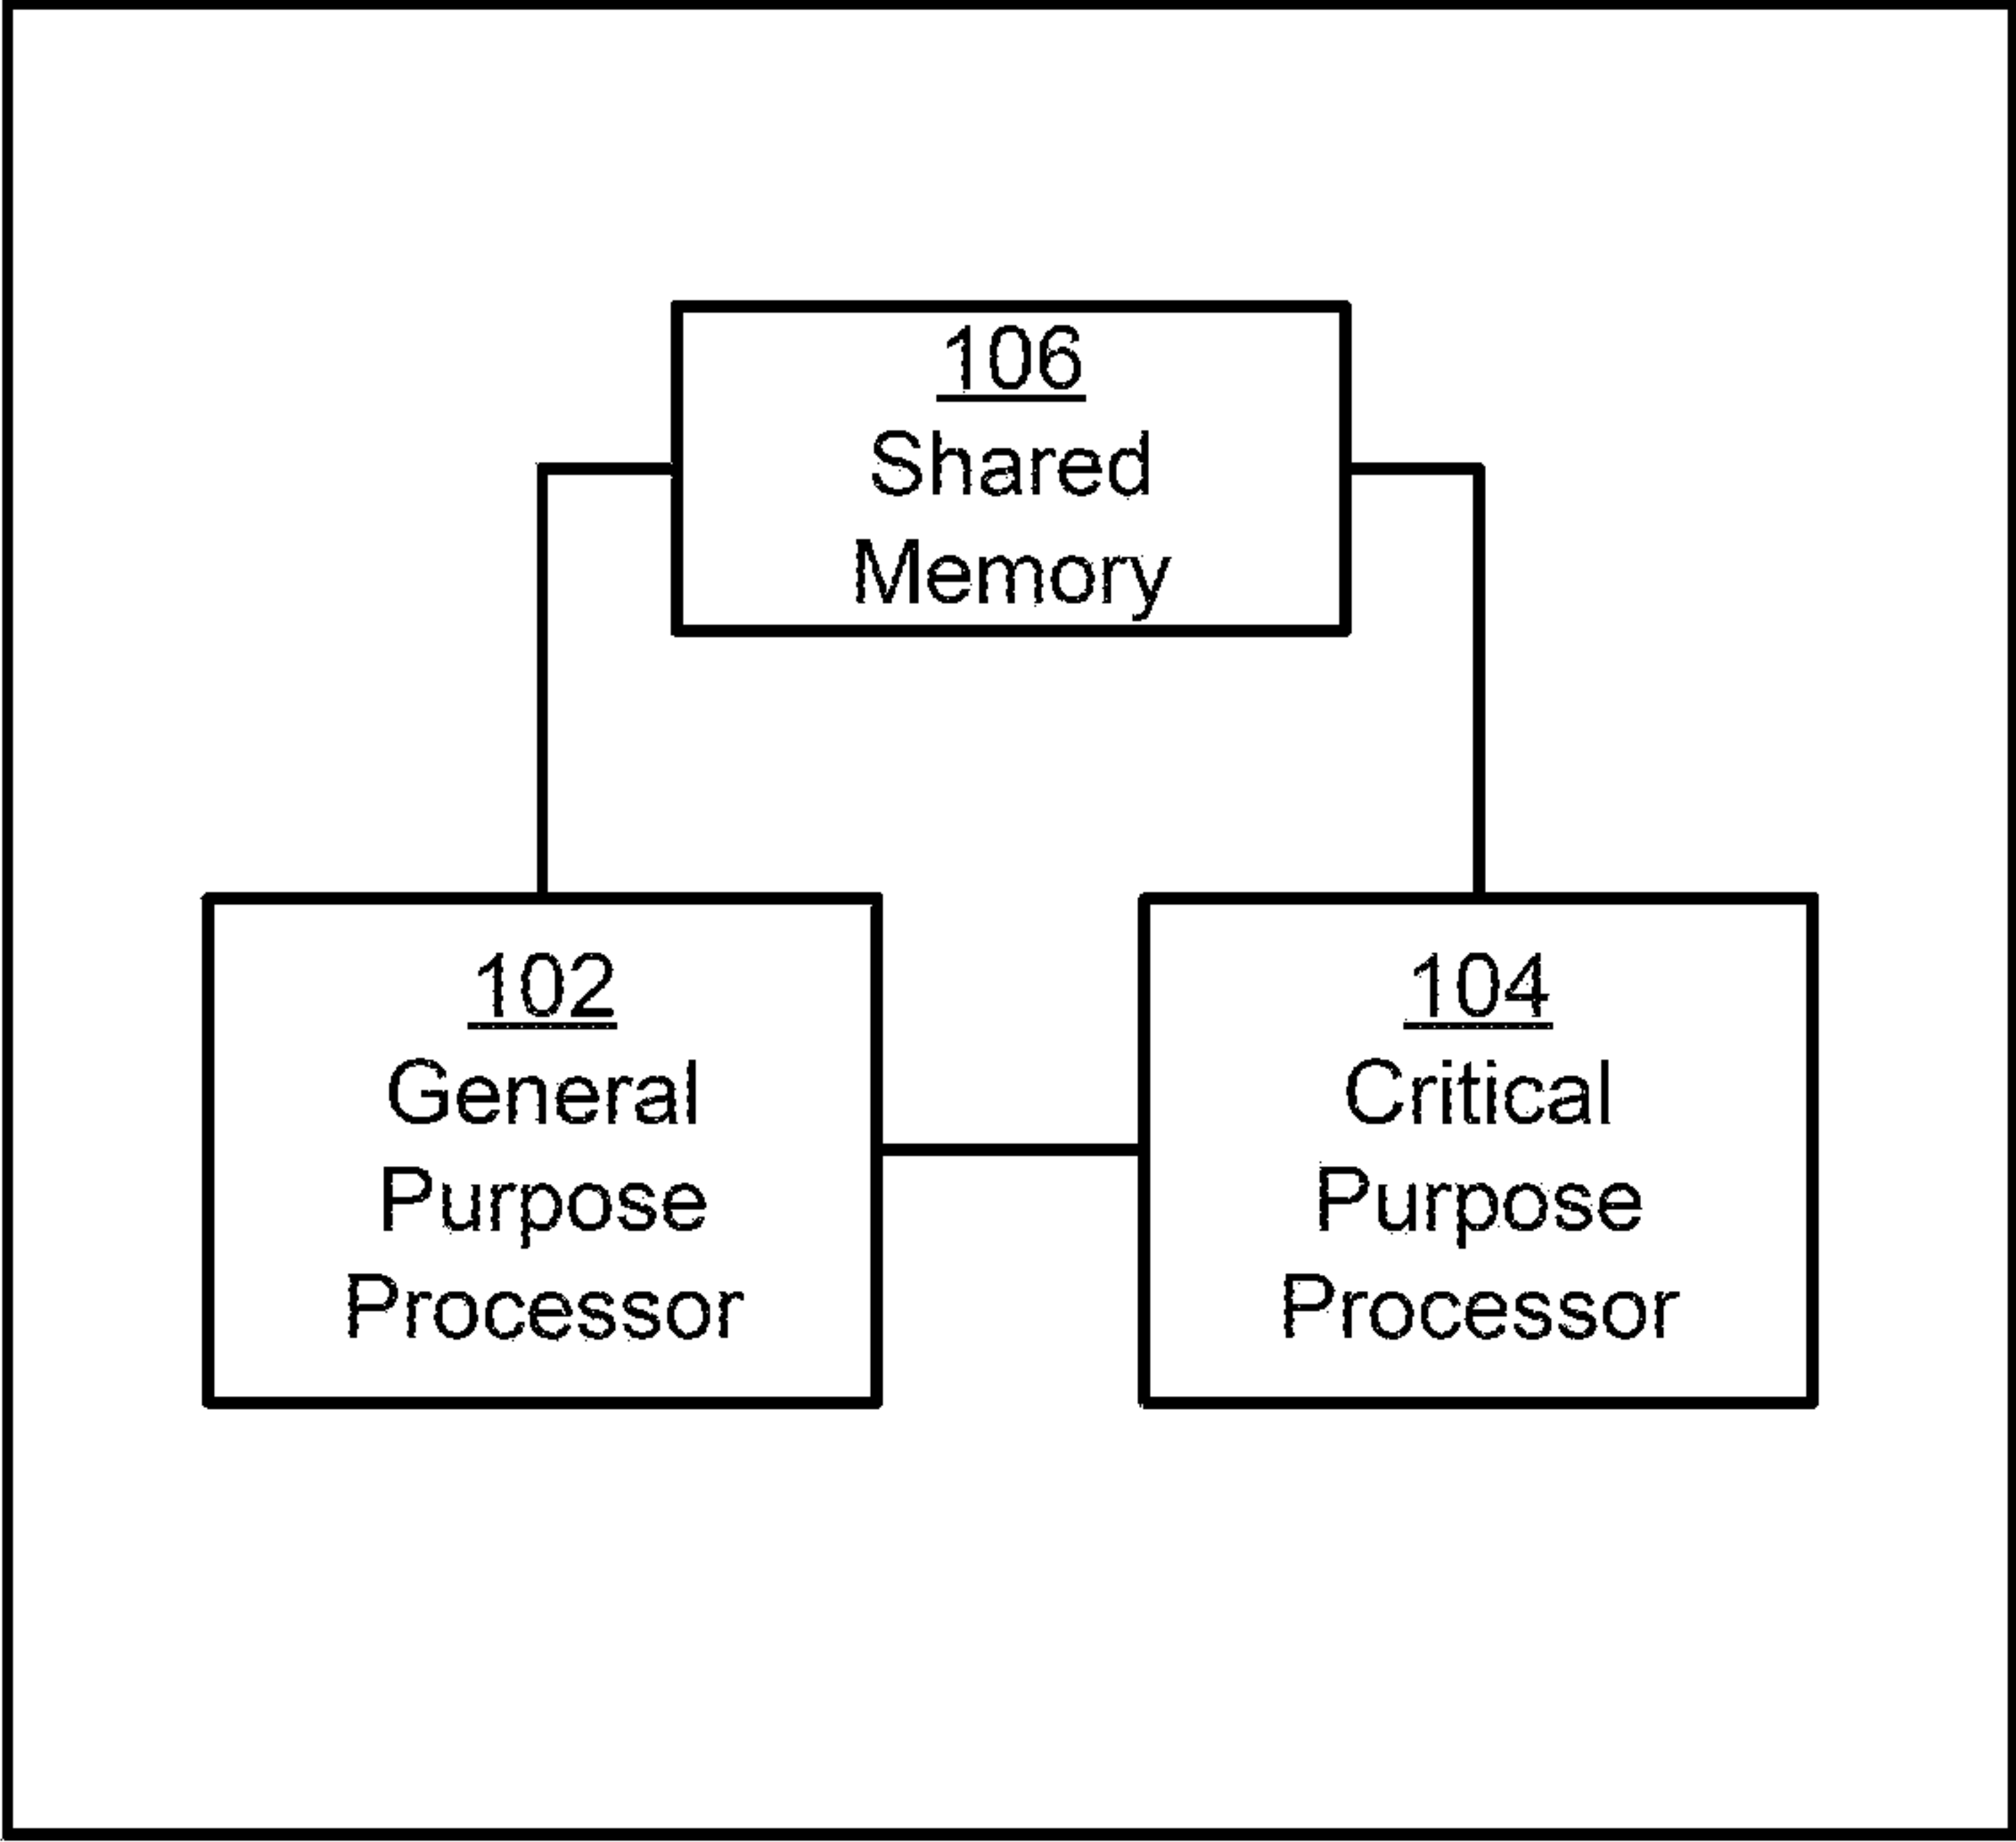 106
Shared
Memory
102
General
Purpose
Processor
104
Critical
Purpose
Processor